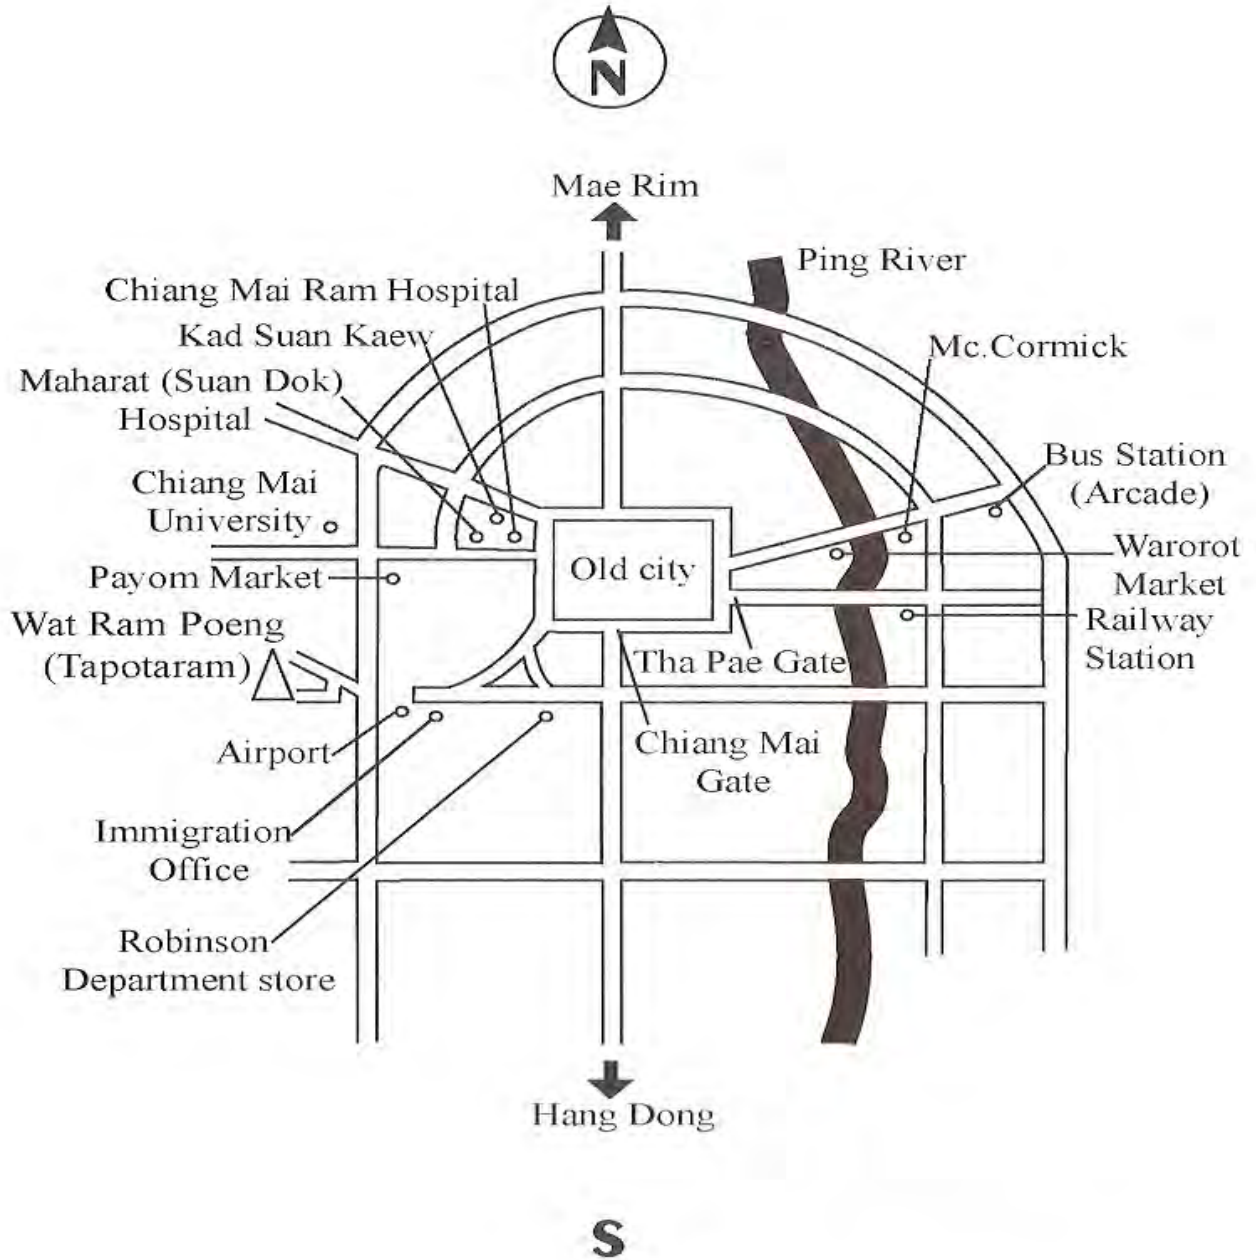 N
Mae Rim
Ping River
Chiang Mai Ram Hospital
Kad Suan Kaew
Mc.Cormick
Maharat (Suan Dok)
Hospital
Bus Station
(Arcade)
Chiang Mai
University
Warorot
Market
Old city
Payom Market
Railway
Station
Wat Ram Poeng
(Tapotaram)
Tha Pae Gate
Airport
Chiang Mai
Gate
Immigration
Office
Robinson
Department store
Hang Dong
S